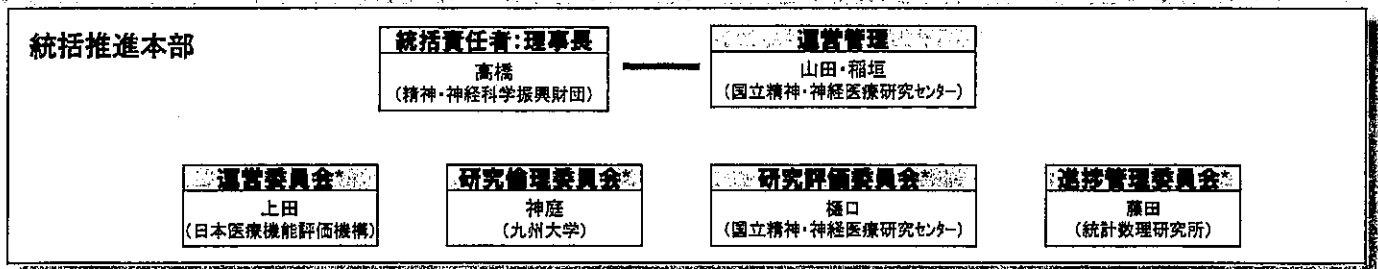 統括推進本部
統括責任者:理事長
高橋
(精神・神経科学振興財団)
運営管理
山田・稲垣
(国立精神・神経医療研究センター)
運営委員会*
上田
(日本医療機能評価機構)
研究倫理委員会*
神庭
(九州大学)
研究評価委員会*
樋口
(国立精神・神経医療研究センター)
進捗管理委員会*
藤田
(統計数理研究所)